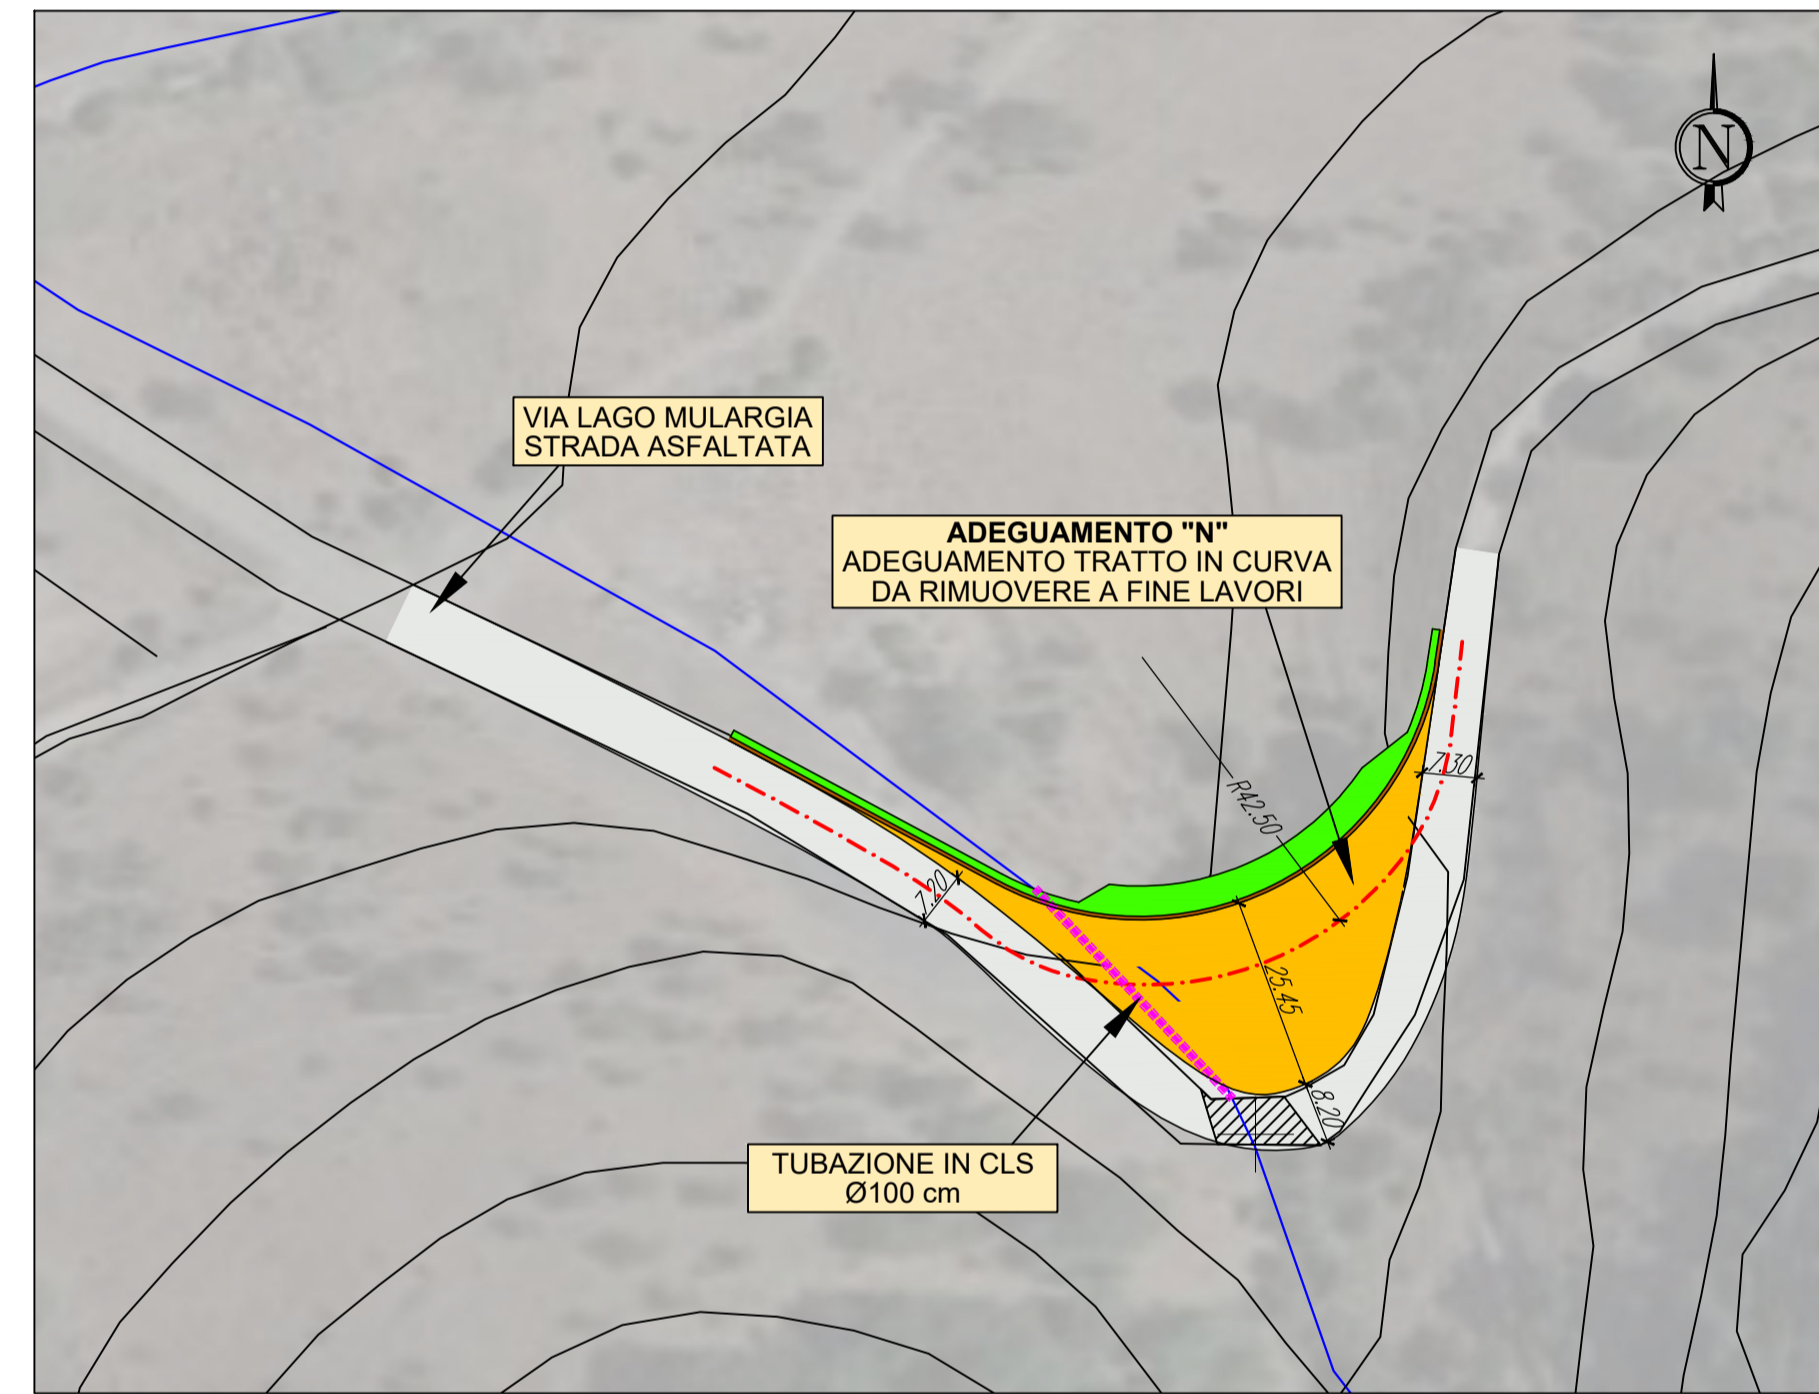 N
VIA LAGO MULARGIA
STRADA ASFALTATA
ADEGUAMENTO "N"
ADEGUAMENTO TRATTO IN CURVA
DA RIMUOVERE A FINE LAVORI
7.30
R42.50
7.20
25.45
8.20
TUBAZIONE IN CLS
Ø100 cm